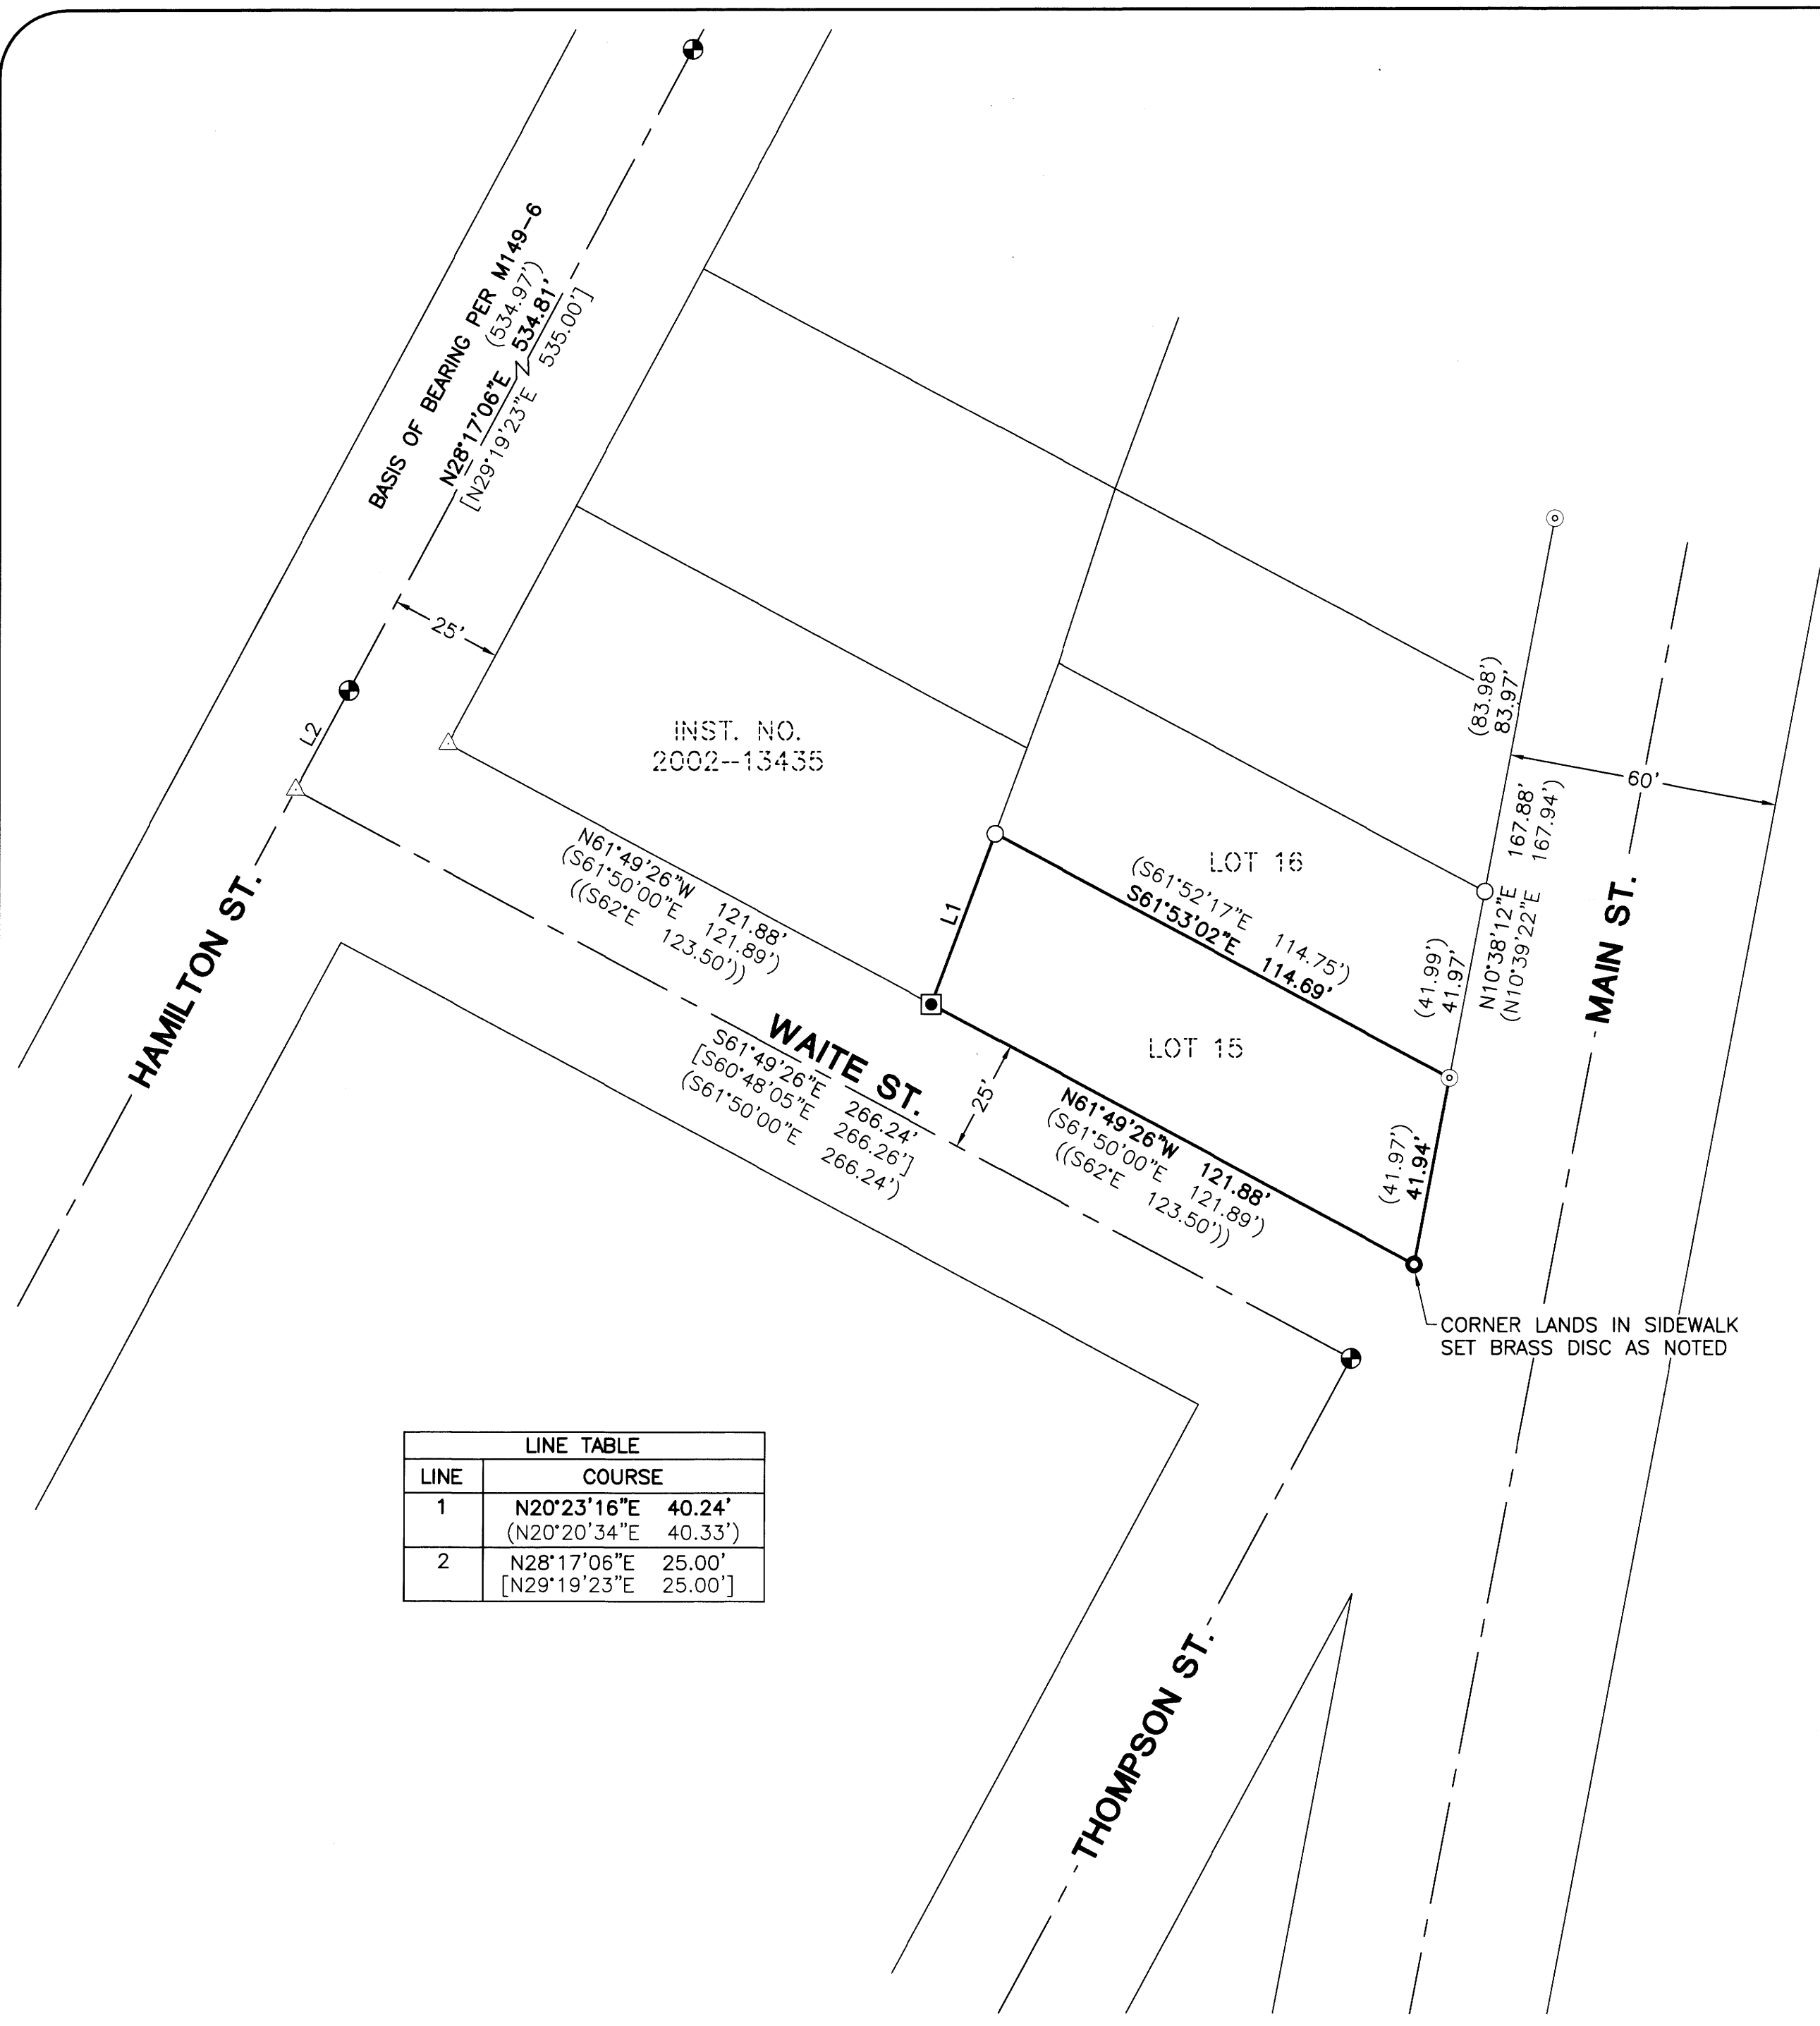 BASIS OF BEARING PER M149-6
(534.97')
N28°17'06"E 534.81'
[N29°19'23"E 535.00']
25'
L2
INST. NO.
2002--13435
(83.98')
83.97'
60'
N61°49'26"W 121.88'
(S61°50'00"E 121.89')
((S62°E 123.50'))
L1
LOT 16
(S61°52'17"E 114.75')
S61°53'02"E 114.69'
(41.99')
41.97'
N10°38'12"E 167.88'
(N10°39'22"E 167.94')
MAIN ST.
HAMILTON ST.
WAITE ST.
S61°49'26"E 266.24'
[S60°48'05"E 266.26']
(S61°50'00"E 266.24')
25'
LOT 15
N61°49'26"W 121.88'
(S61°50'00"E 121.89')
((S62°E 123.50'))
(41.97')
41.94'
CORNER LANDS IN SIDEWALK
SET BRASS DISC AS NOTED
LINE TABLE
LINE COURSE
1 N20°23'16"E 40.24'
(N20°20'34"E 40.33')
2 N28°17'06"E 25.00'
[N29°19'23"E 25.00']
THOMPSON ST.